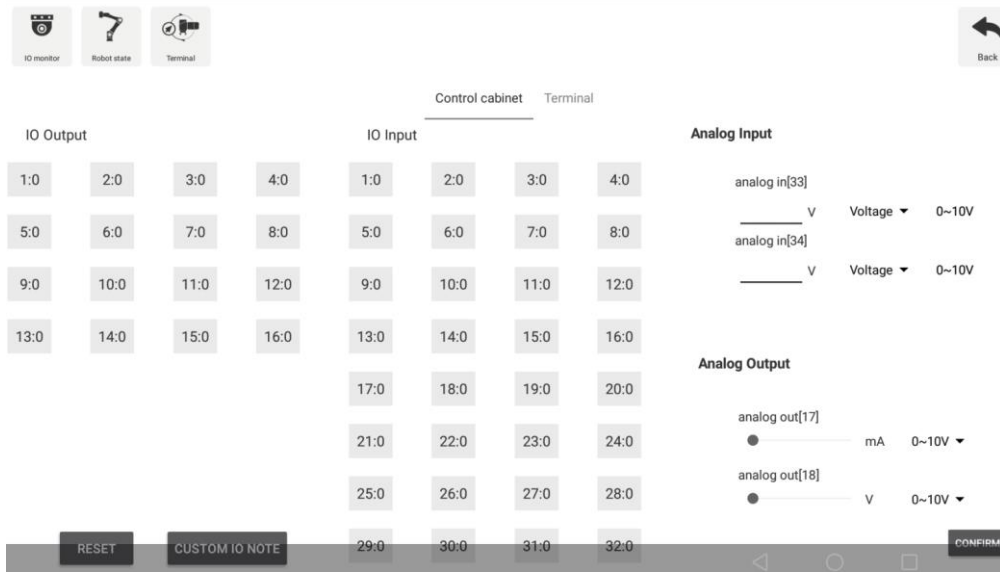 IO monitor
Robot state
Terminal
Back
Control cabinet Terminal
IO Output
1:0 2:0 3:0 4:0
5:0 6:0 7:0 8:0
9:0 10:0 11:0 12:0
13:0 14:0 15:0 16:0
RESET CUSTOM IO NOTE
IO Input
1:0 2:0 3:0 4:0
5:0 6:0 7:0 8:0
9:0 10:0 11:0 12:0
13:0 14:0 15:0 16:0
17:0 18:0 19:0 20:0
21:0 22:0 23:0 24:0
25:0 26:0 27:0 28:0
29:0 30:0 31:0 32:0
Analog Input
analog in[33]
V Voltage 0~10V
analog in[34]
V Voltage 0~10V
Analog Output
analog out[17]
mA 0~10V
analog out[18]
V 0~10V
CONFIRM